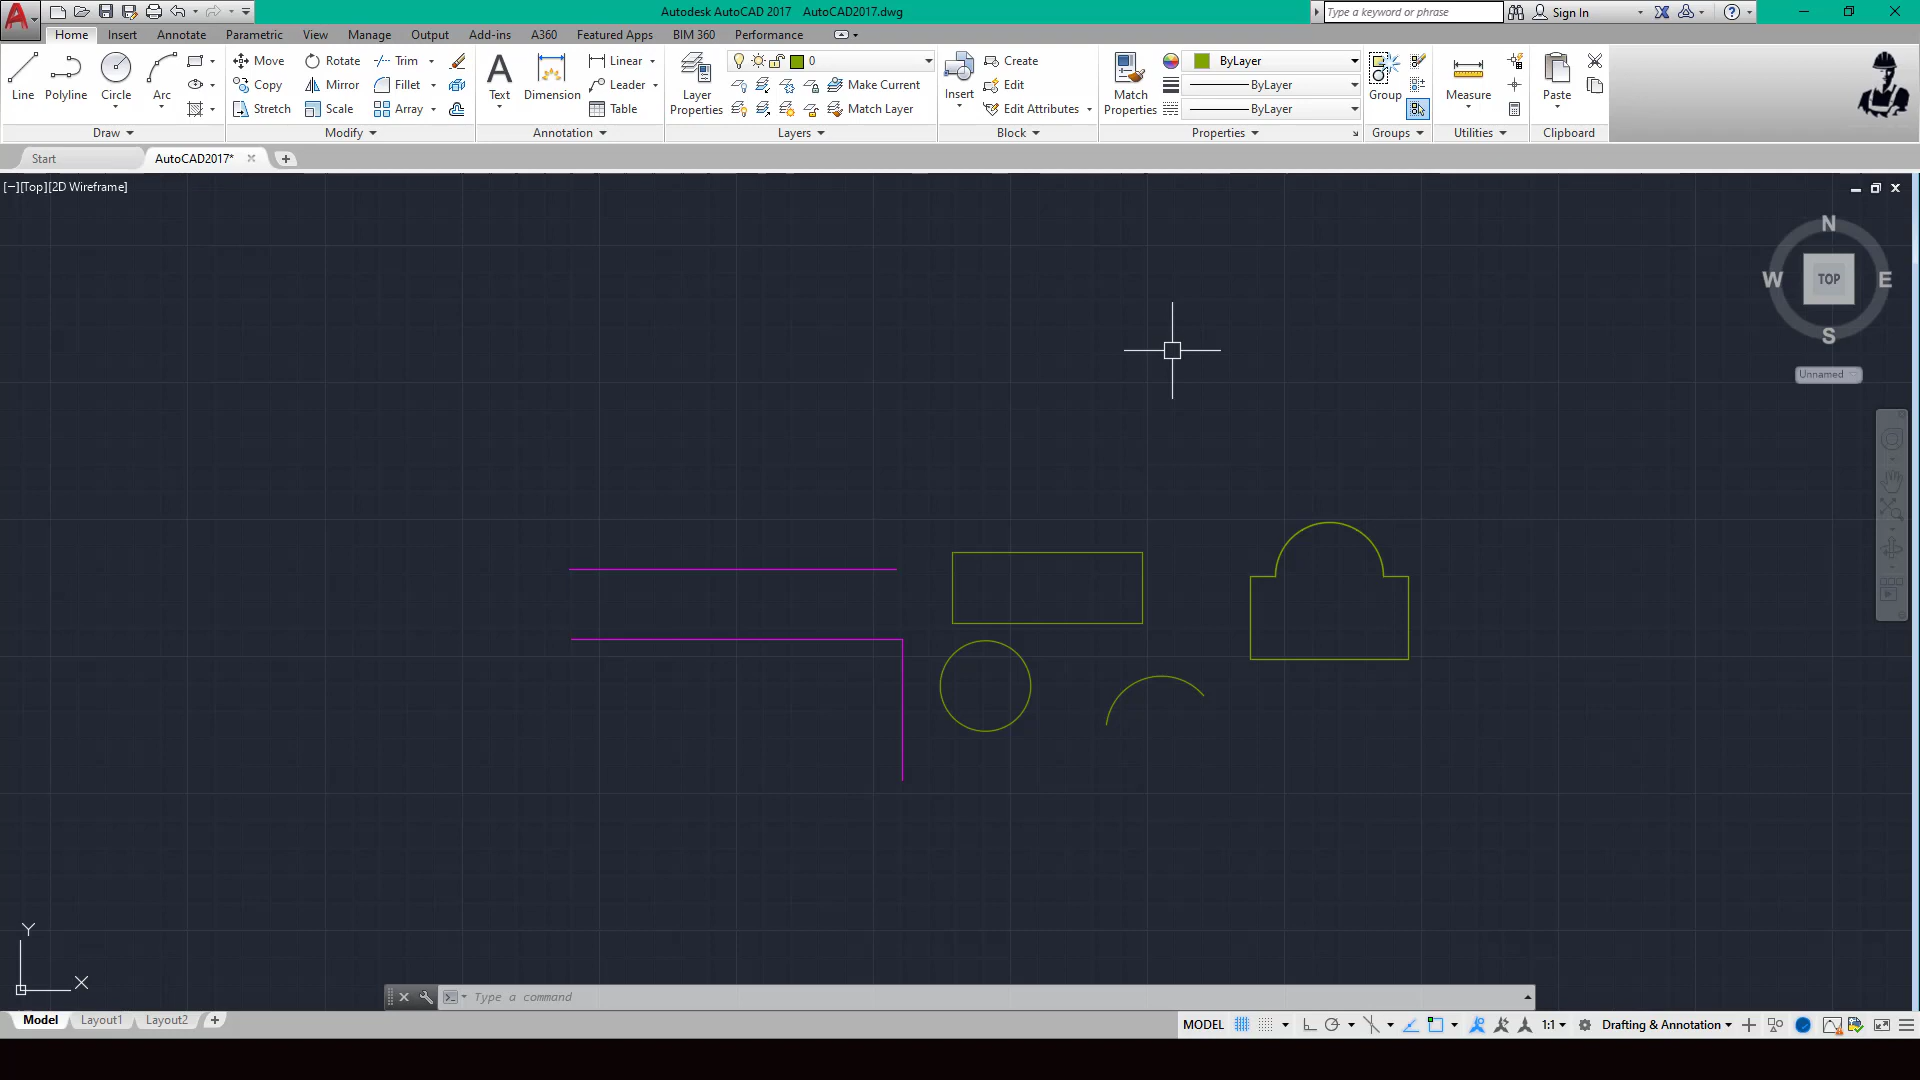 Autodesk AutoCAD 2017 AutoCAD2017.dwg
Type a keyword or phrase
Sign In
Home Insert Annotate Parametric View Manage Output Add-ins A360 Featured Apps BIM 360 Performance
Line Polyline Circle Arc
Move Rotate Trim
Copy Mirror Fillet
Stretch Scale Array
Text Dimension
Linear
Leader
Table
Layer Properties
0
Make Current
Match Layer
Insert
Create
Edit
Edit Attributes
Match Properties
ByLayer
ByLayer
ByLayer
Group
Measure
Paste
Draw Modify Annotation Layers Block Properties Groups Utilities Clipboard
Start AutoCAD2017*
[−][Top][2D Wireframe]
N
W TOP E
S
Unnamed
Y
X
Type a command
Model Layout1 Layout2
MODEL 1:1 Drafting & Annotation